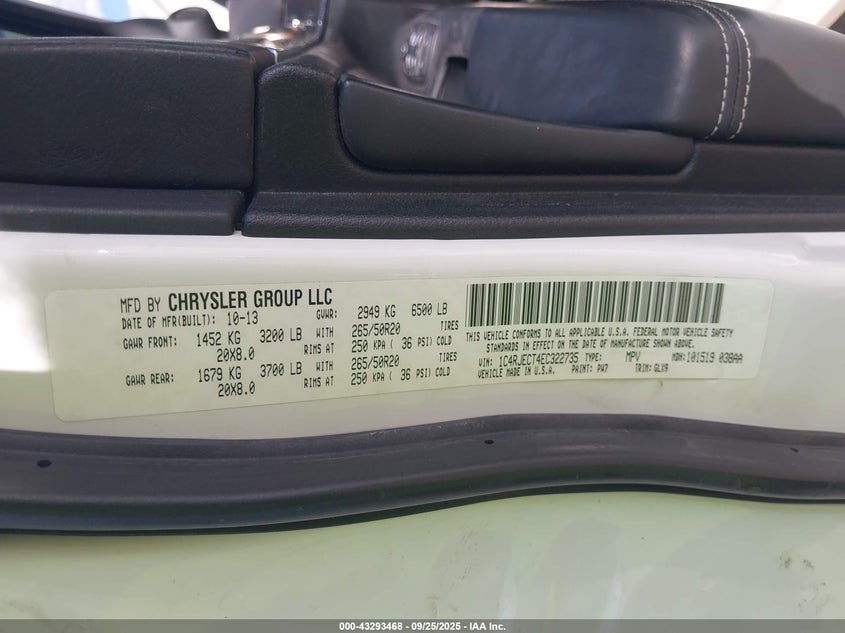 MFD BY CHRYSLER GROUP LLC
DATE OF MFR(BUILT): 10-13 GVWR: 2949 KG 6500 LB
GAWR FRONT: 1452 KG 3200 LB WITH 265/50R20 TIRES
20X8.0 RIMS AT 250 KPA ( 36 PSI) COLD
GAWR REAR: 1679 KG 3700 LB WITH 265/50R20 TIRES
20X8.0 RIMS AT 250 KPA ( 36 PSI) COLD
THIS VEHICLE CONFORMS TO ALL APPLICABLE U.S.A. FEDERAL MOTOR VEHICLE SAFETY
STANDARDS IN EFFECT ON THE DATE OF MANUFACTURE SHOWN ABOVE.
VIN: 1C4RJECT4EC322735 TYPE: MPV MDH: 101519 038AA
VEHICLE MADE IN U.S.A. PAINT: PW7 TRIM: GLX9
000-43293468 - 09/25/2025 - IAA Inc.